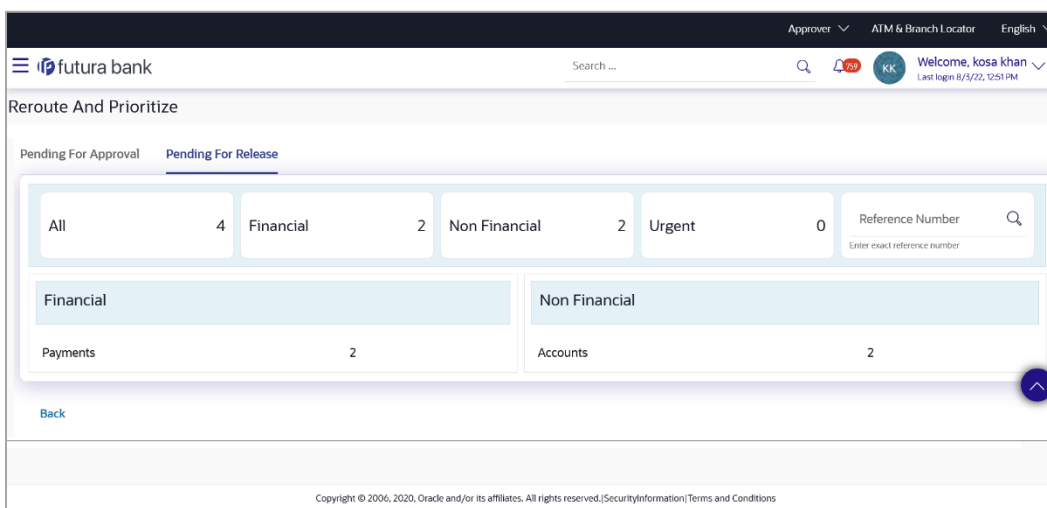 Approver ATM & Branch Locator English
futura bank Search ... 759 KK Welcome, kosa khan
Last login 8/3/22, 12:51 PM
Reroute And Prioritize
Pending For Approval Pending For Release
All 4 Financial 2 Non Financial 2 Urgent 0 Reference Number
Enter exact reference number
Financial Non Financial
Payments 2 Accounts 2
Back
Copyright © 2006, 2020, Oracle and/or its affiliates. All rights reserved.|SecurityInformation|Terms and Conditions